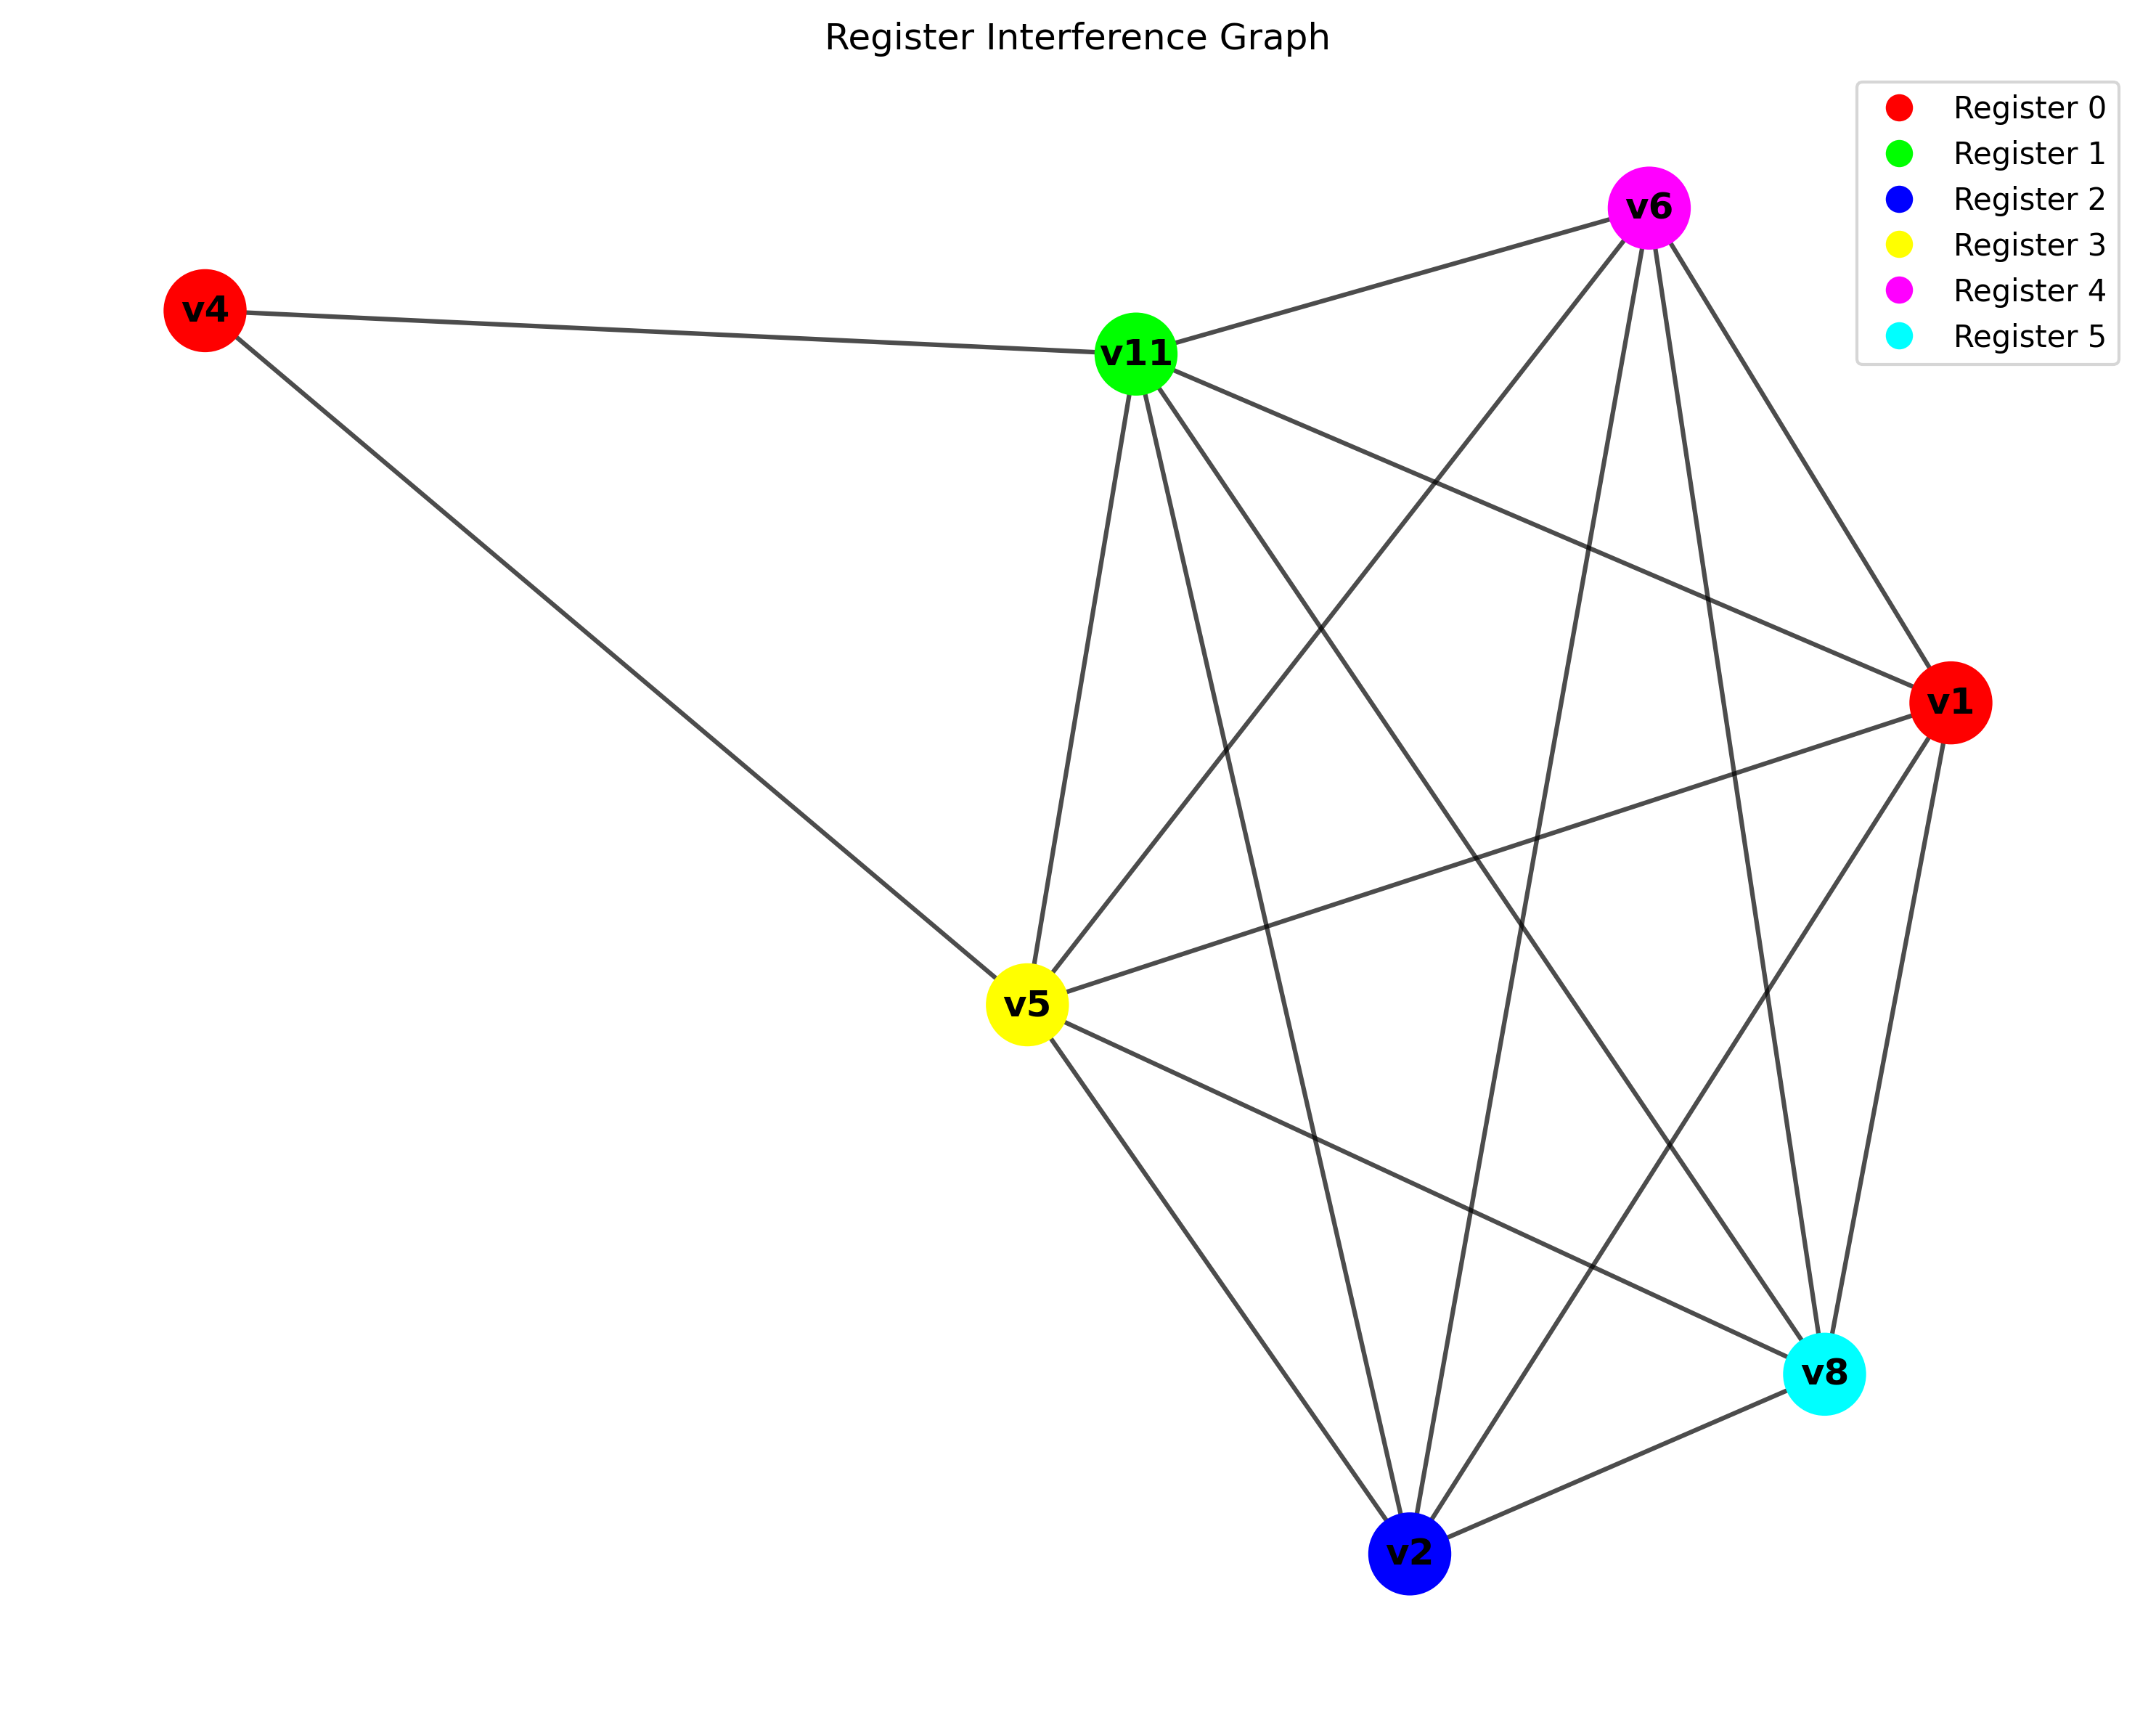 Register Interference Graph
Register 0
Register 1
Register 2
Register 3
Register 4
Register 5
v6
v4
v11
v1
v5
v8
v2